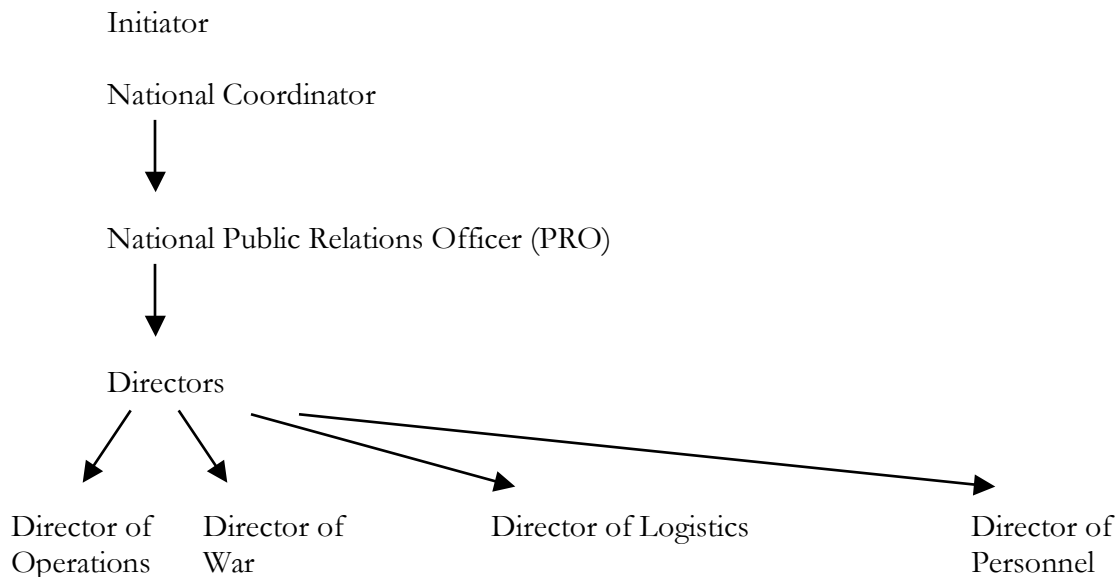 Initiator
National Coordinator
National Public Relations Officer (PRO)
Directors
Director of Operations
Director of War
Director of Logistics
Director of Personnel